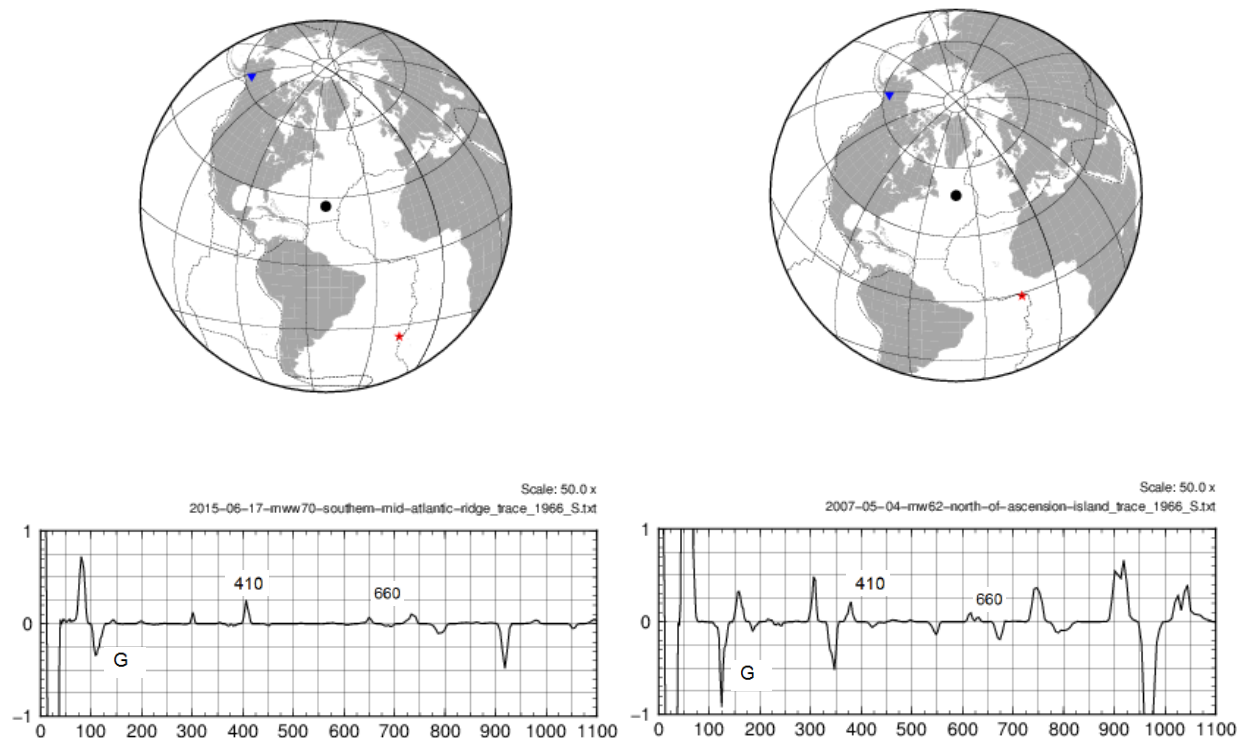 Scale: 50.0 x
2015-06-17-mww70-southern-mid-atlantic-ridge_trace_1966_S.txt
1
410
660
0
G
-1
0 100 200 300 400 500 600 700 800 900 1000 1100
Scale: 50.0 x
2007-05-04-mw62-north-of-ascension-island_trace_1966_S.txt
1
410
660
0
G
-1
0 100 200 300 400 500 600 700 800 900 1000 1100